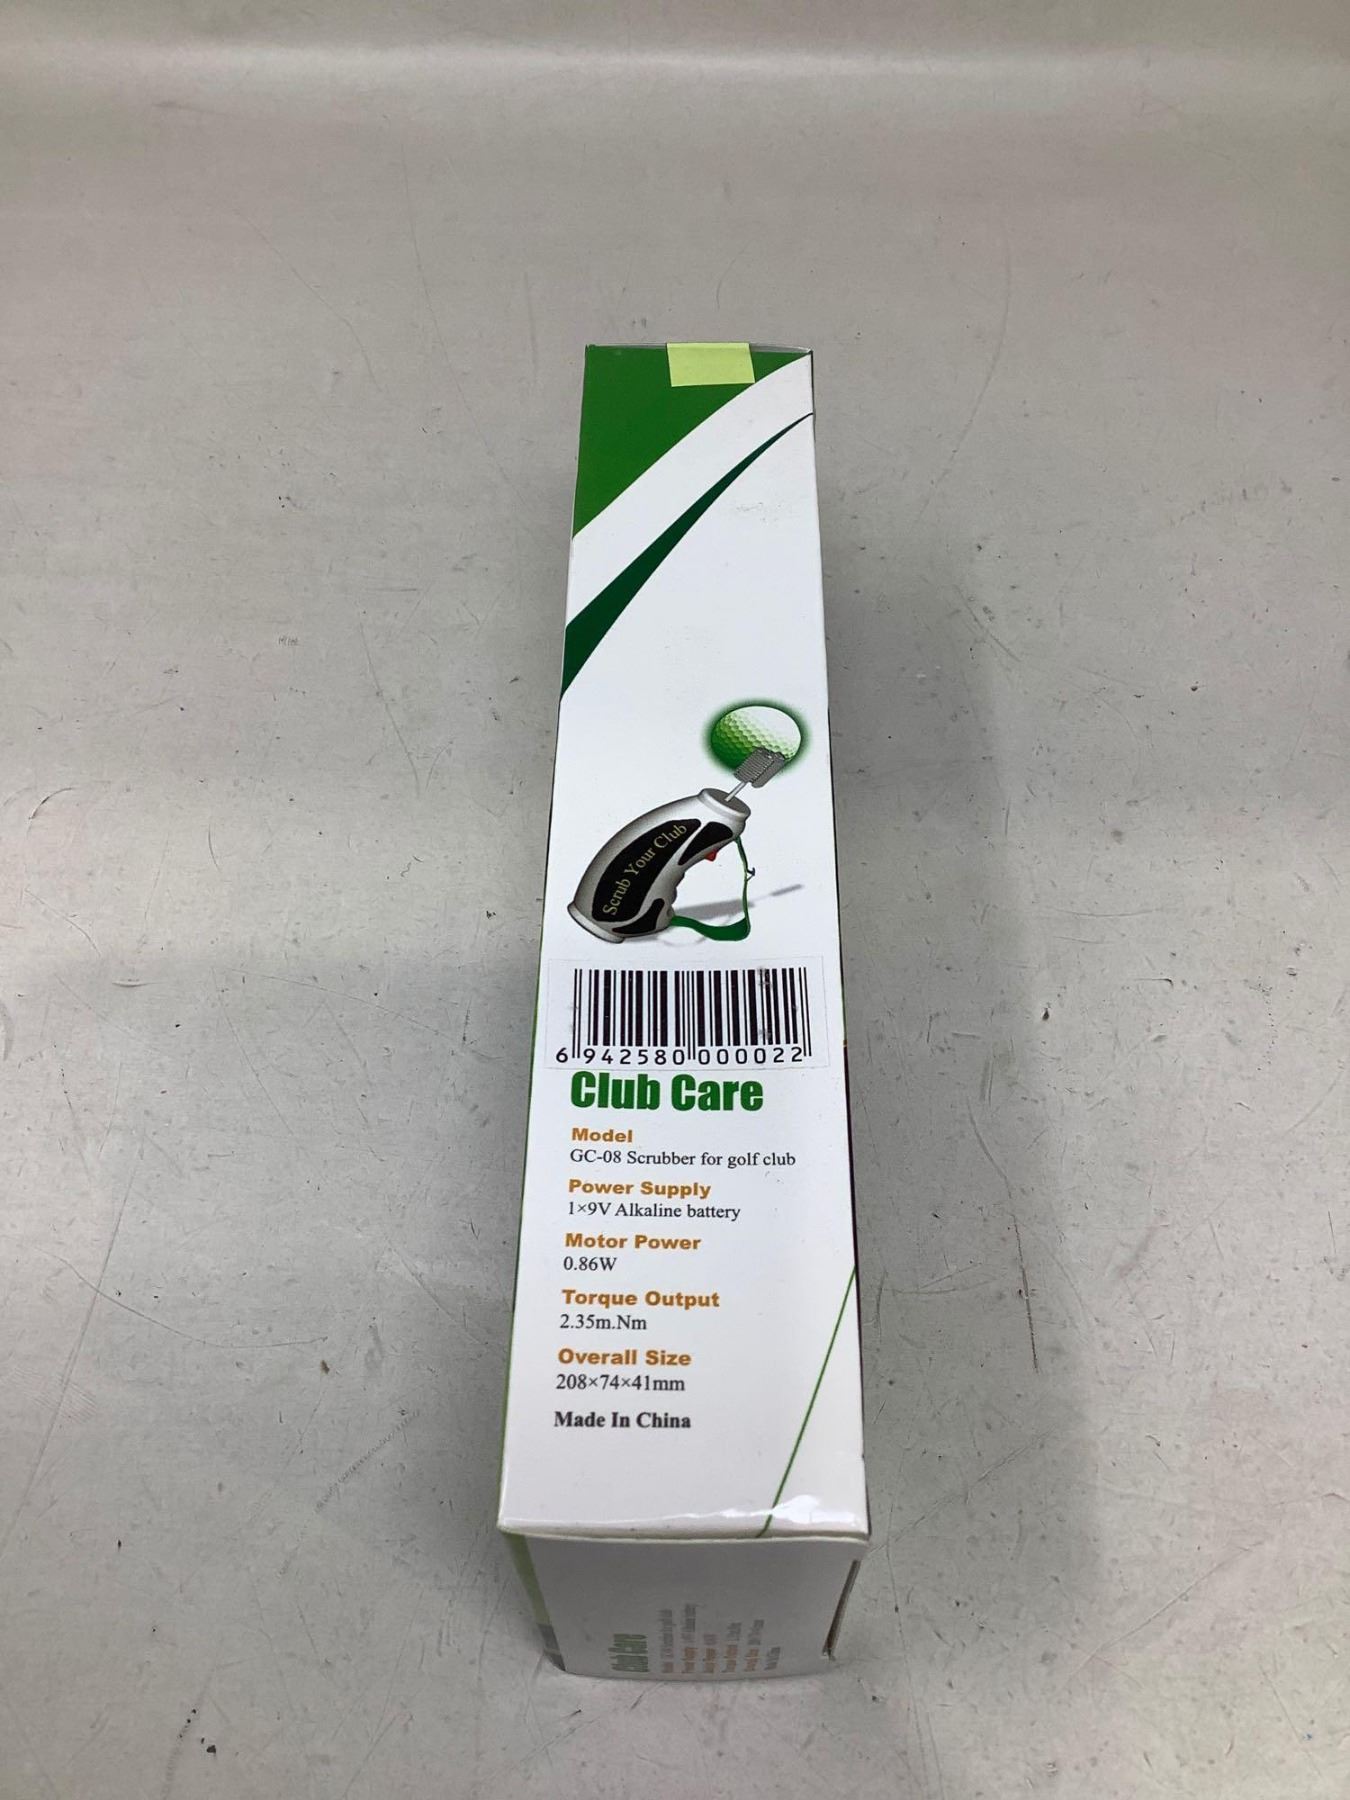 Scrub Your Club
6 942580 000022
Club Care
Model
GC-08 Scrubber for golf club
Power Supply
1×9V Alkaline battery
Motor Power
0.86W
Torque Output
2.35m.Nm
Overall Size
208×74×41mm
Made In China
Club Care